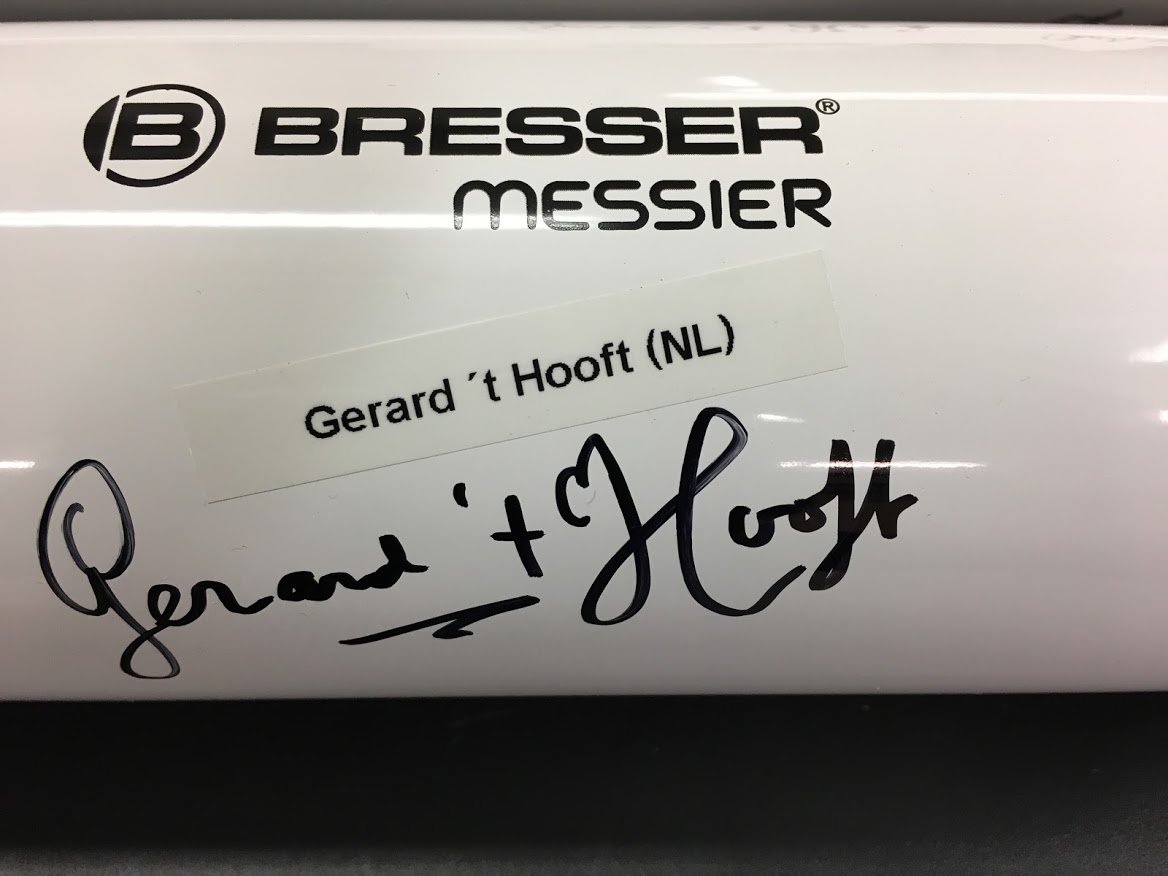 B BRESSER®
MESSIER
Gerard ´t Hooft (NL)
Gerard 't Hooft